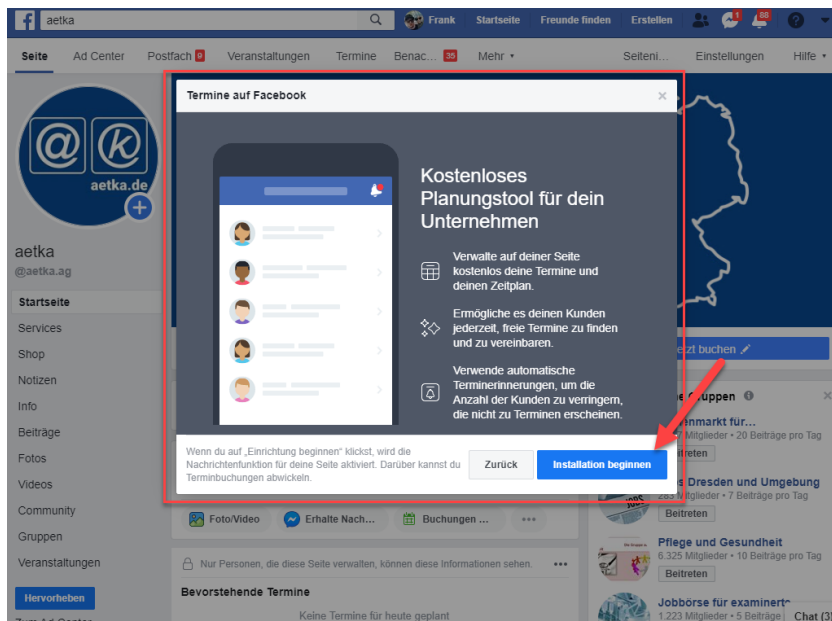 aetka
Frank Startseite Freunde finden Erstellen 1 88
Seite Ad Center Postfach 9 Veranstaltungen Termine Benac... 35 Mehr Seiteni... Einstellungen Hilfe
@ k
aetka.de
aetka
@aetka.ag
Startseite
Services
Shop
Notizen
Info
Beiträge
Fotos
Videos
Community
Gruppen
Veranstaltungen
Hervorheben
Termine auf Facebook
Kostenloses
Planungstool für dein
Unternehmen
Verwalte auf deiner Seite
kostenlos deine Termine und
deinen Zeitplan.
Ermögliche es deinen Kunden
jederzeit, freie Termine zu finden
und zu vereinbaren.
Verwende automatische
Terminerinnerungen, um die
Anzahl der Kunden zu verringern,
die nicht zu Terminen erscheinen.
Wenn du auf „Einrichtung beginnen“ klickst, wird die
Nachrichtenfunktion für deine Seite aktiviert. Darüber kannst du
Terminbuchungen abwickeln.
Zurück Installation beginnen
Foto/Video Erhalte Nach... Buchungen ...
Nur Personen, die diese Seite verwalten, können diese Informationen sehen.
Bevorstehende Termine
Keine Termine für heute geplant
buchen
Mitglieder • 20 Beiträge pro Tag
Dresden und Umgebung
283 Mitglieder • 7 Beiträge pro Tag
Beitreten
Pflege und Gesundheit
6.325 Mitglieder • 10 Beiträge pro Tag
Beitreten
Jobbörse für examinierte
1.223 Mitglieder • 5 Beiträge
Chat (3)